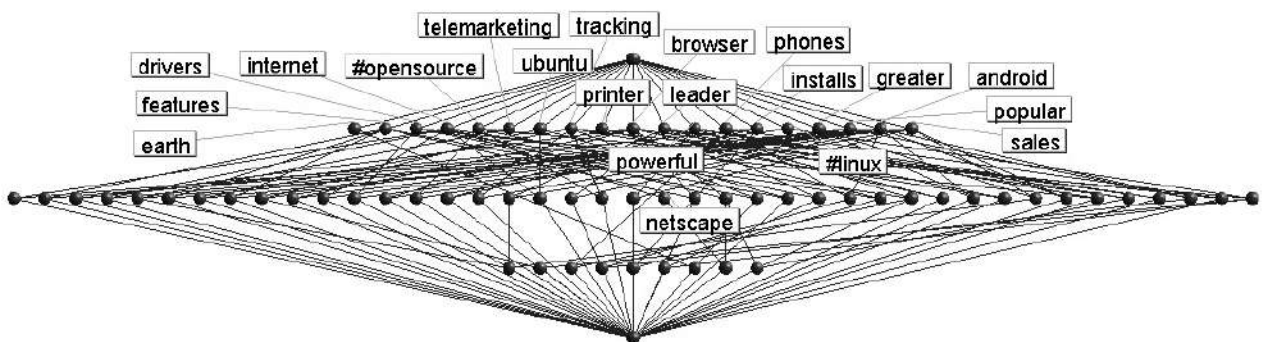 telemarketing
tracking
browser
phones
drivers
internet
#opensource
ubuntu
installs
greater
android
features
printer
leader
popular
earth
sales
powerful
#linux
netscape